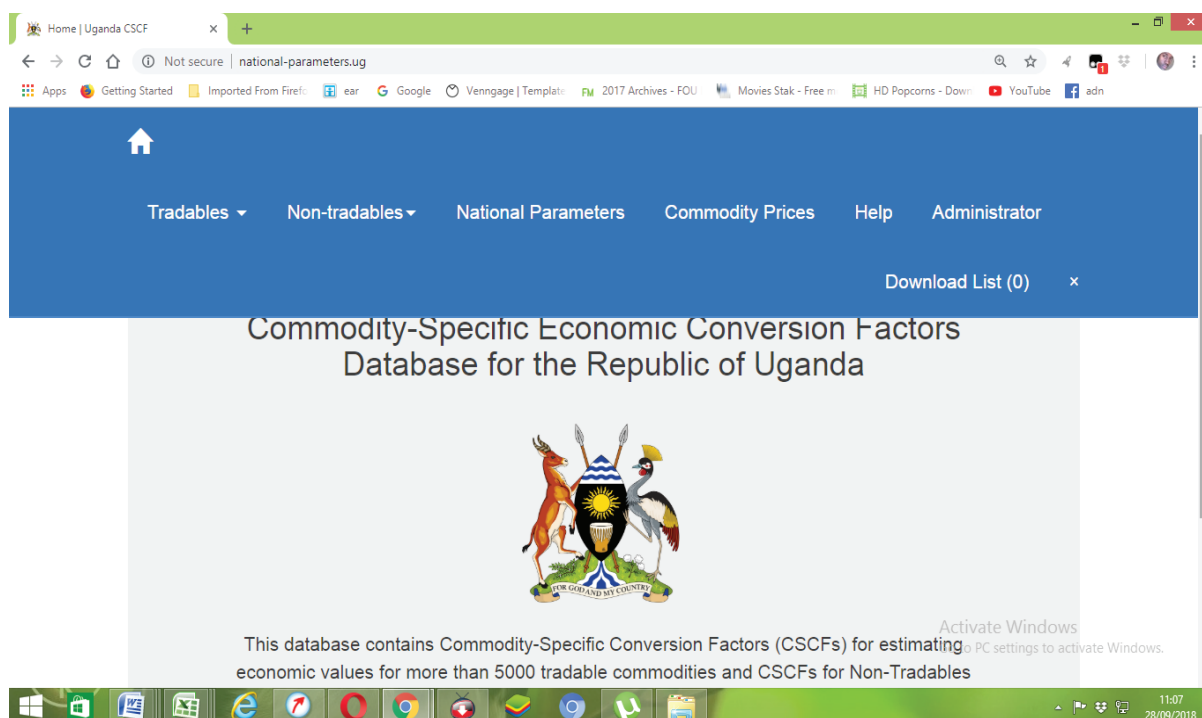 Home | Uganda CSCF
Not secure | national-parameters.ug
Apps Getting Started Imported From Firefo ear G Google Venngage | Template FM 2017 Archives - FOU Movies Stak - Free m HD Popcorns - Down YouTube adn
Tradables Non-tradables National Parameters Commodity Prices Help Administrator
Download List (0) ×
Commodity-Specific Economic Conversion Factors
Database for the Republic of Uganda
FOR GOD AND MY COUNTRY
This database contains Commodity-Specific Conversion Factors (CSCFs) for estimating
economic values for more than 5000 tradable commodities and CSCFs for Non-Tradables
Activate Windows
to PC settings to activate Windows.
11:07
28/09/2018